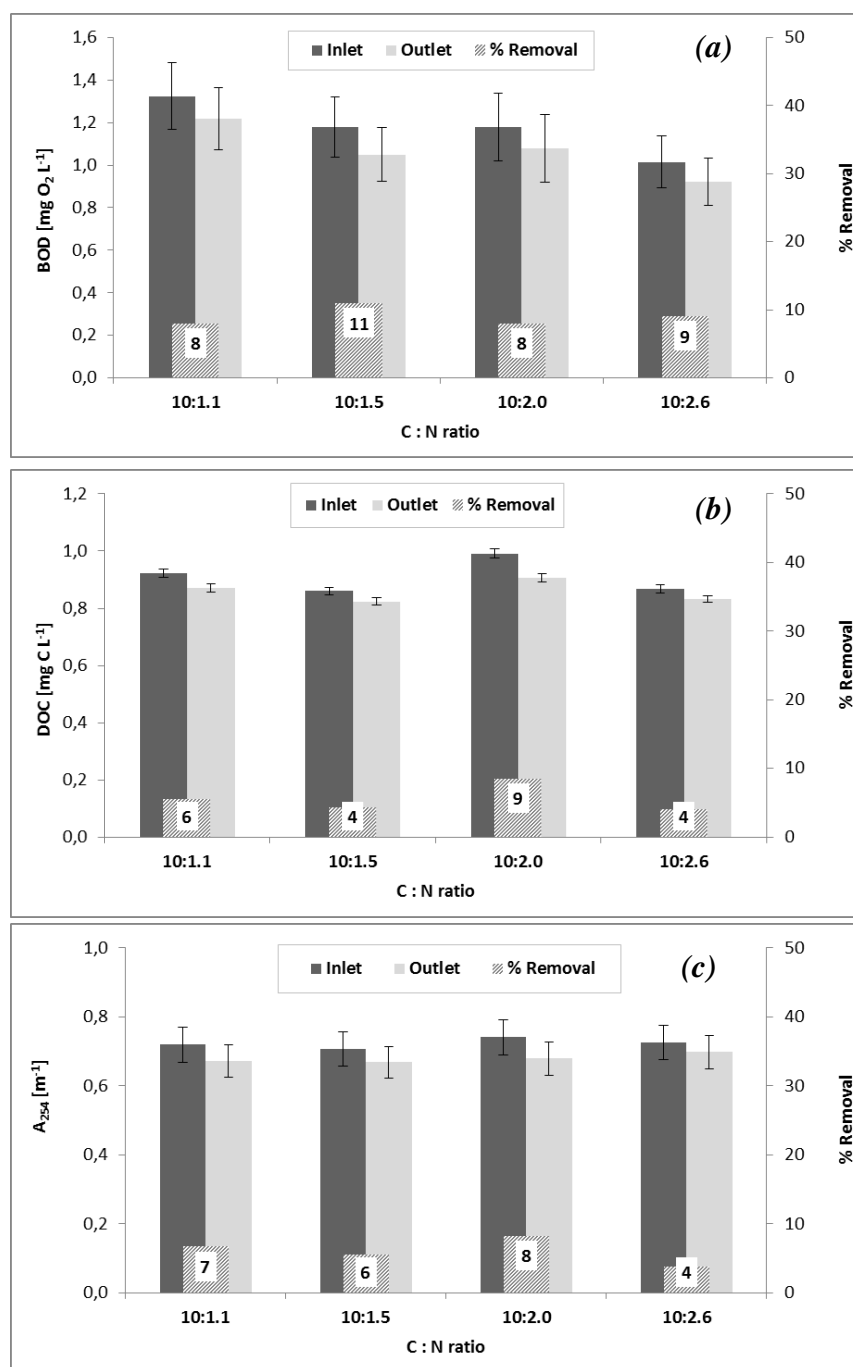 (a)
Inlet Outlet % Removal
1,6
1,4
1,2
1,0
0,8
0,6
0,4
0,2
0,0
BOD [mg O₂ L⁻¹]
50
40
30
20
10
0
% Removal
8 11 8 9
10:1.1 10:1.5 10:2.0 10:2.6
C : N ratio
(b)
Inlet Outlet % Removal
1,2
1,0
0,8
0,6
0,4
0,2
0,0
DOC [mg C L⁻¹]
50
40
30
20
10
0
% Removal
6 4 9 4
10:1.1 10:1.5 10:2.0 10:2.6
C : N ratio
(c)
Inlet Outlet % Removal
1,0
0,8
0,6
0,4
0,2
0,0
A₂₅₄ [m⁻¹]
50
40
30
20
10
0
% Removal
7 6 8 4
10:1.1 10:1.5 10:2.0 10:2.6
C : N ratio